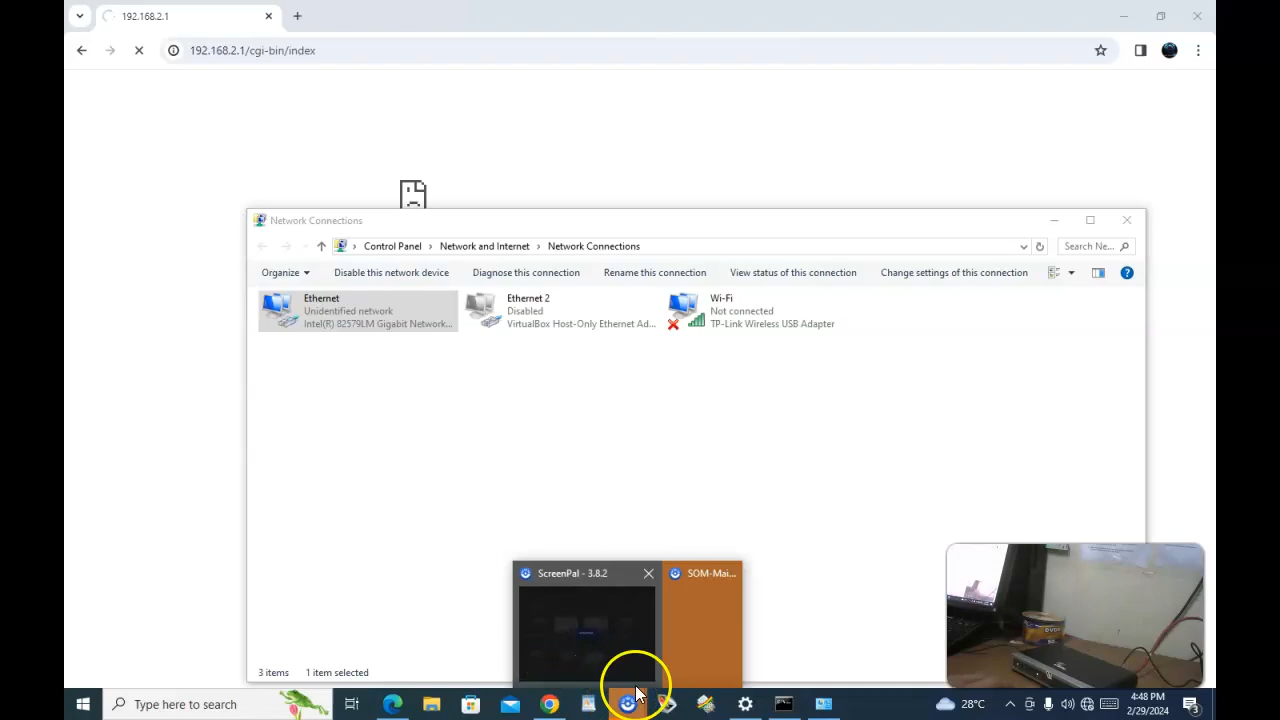 192.168.2.1
192.168.2.1/cgi-bin/index
Network Connections
Control Panel > Network and Internet > Network Connections
Search Ne...
Organize
Disable this network device
Diagnose this connection
Rename this connection
View status of this connection
Change settings of this connection
Ethernet
Unidentified network
Intel(R) 82579LM Gigabit Network...
Ethernet 2
Disabled
VirtualBox Host-Only Ethernet Ad...
Wi-Fi
Not connected
TP-Link Wireless USB Adapter
ScreenPal - 3.8.2
SOM-Mai...
3 items
1 item selected
Type here to search
28°C
4:48 PM
2/29/2024
3